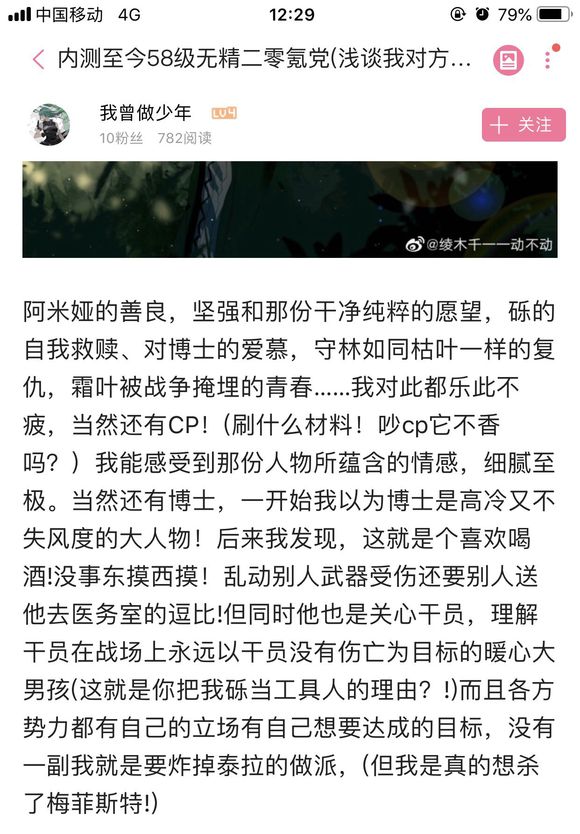 中国移动 4G 12:29 79%
内测至今58级无精二零氪党(浅谈我对方...
我曾做少年 LV4
10粉丝 782阅读
关注
@绫木千一一动不动
阿米娅的善良，坚强和那份干净纯粹的愿望，砾的
自我救赎、对博士的爱慕，守林如同枯叶一样的复
仇，霜叶被战争掩埋的青春......我对此都乐此不
疲，当然还有CP!（刷什么材料！吵cp它不香
吗？）我能感受到那份人物所蕴含的情感，细腻至
极。当然还有博士，一开始我以为博士是高冷又不
失风度的大人物！后来我发现，这就是个喜欢喝
酒!没事东摸西摸！乱动别人武器受伤还要别人送
他去医务室的逗比!但同时他也是关心干员，理解
干员在战场上永远以干员没有伤亡为目标的暖心大
男孩(这就是你把我砾当工具人的理由？!)而且各方
势力都有自己的立场有自己想要达成的目标，没有
一副我就是要炸掉泰拉的做派，(但我是真的想杀
了梅菲斯特!)